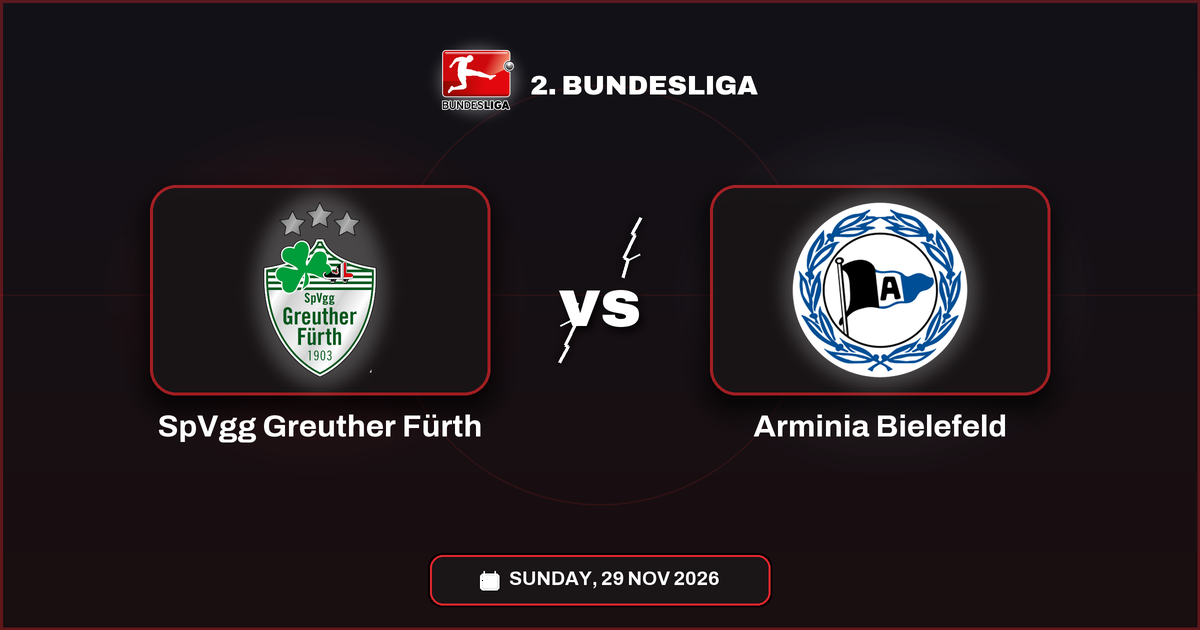 BUNDESLIGA
2. BUNDESLIGA
SpVgg
Greuther
Fürth
1903
VS
A
SpVgg Greuther Fürth
Arminia Bielefeld
SUNDAY, 29 NOV 2026